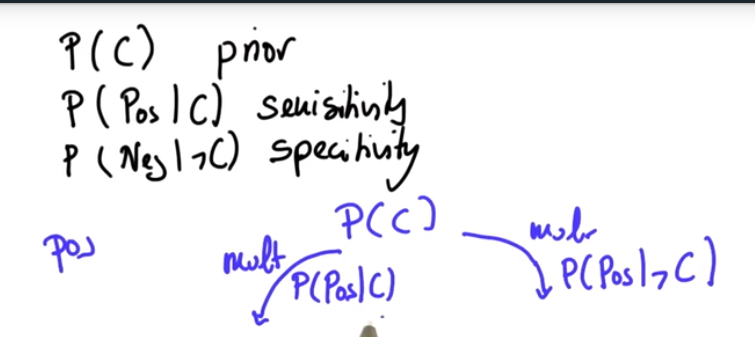 P(C) prior
P(Pos|C) sensitivity
P(Neg|¬C) specificity
P(C)
pos mult mult
P(Pos|C) P(Pos|¬C)